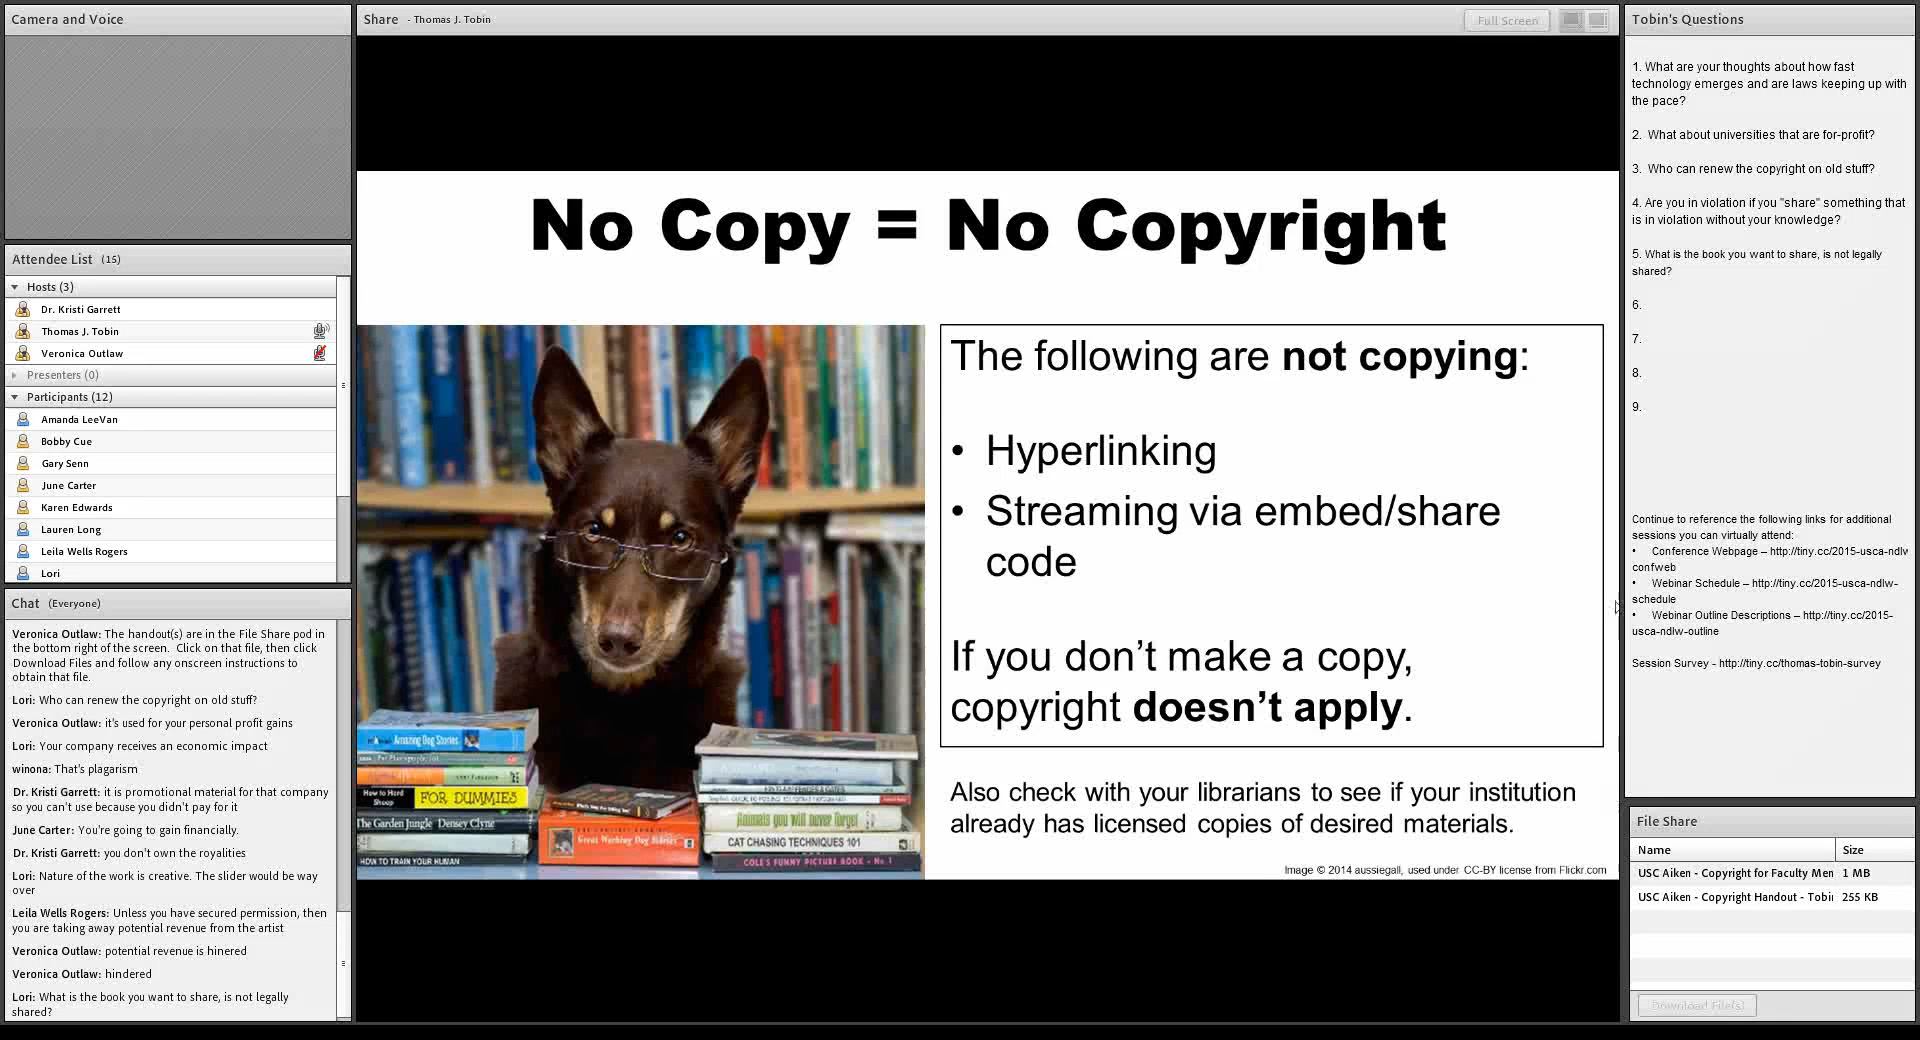 Camera and Voice
Attendee List (15)
Hosts (3)
Dr. Kristi Garrett
Thomas J. Tobin
Veronica Outlaw
Presenters (0)
Participants (12)
Amanda LeeVan
Bobby Cue
Gary Senn
June Carter
Karen Edwards
Lauren Long
Leila Wells Rogers
Lori
Chat (Everyone)
Veronica Outlaw: The handout(s) are in the File Share pod in
the bottom right of the screen. Click on that file, then click
Download Files and follow any onscreen instructions to
obtain that file.
Lori: Who can renew the copyright on old stuff?
Veronica Outlaw: it's used for your personal profit gains
Lori: Your company receives an economic impact
winona: That's plagarism
Dr. Kristi Garrett: it is promotional material for that company
so you can't use because you didn't pay for it
June Carter: You're going to gain financially.
Dr. Kristi Garrett: you don't own the royalities
Lori: Nature of the work is creative. The slider would be way
over
Leila Wells Rogers: Unless you have secured permission, then
you are taking away potential revenue from the artist
Veronica Outlaw: potential revenue is hinered
Veronica Outlaw: hindered
Lori: What is the book you want to share, is not legally
shared?
Share - Thomas J. Tobin
Full Screen
No Copy = No Copyright
Amazing Dog Stories
How to Herd
Sheep
FOR DUMMIES
The Garden Jungle Densey Clyne
HOW TO TRAIN YOUR HUMAN
Great Working Dog Stories
Animals you will never forget
CAT CHASING TECHNIQUES 101
COLE'S FUNNY PICTURE BOOK - No. 1
The following are not copying:
• Hyperlinking
• Streaming via embed/share
code
If you don’t make a copy,
copyright doesn’t apply.
Also check with your librarians to see if your institution
already has licensed copies of desired materials.
Image © 2014 aussiegall, used under CC-BY license from Flickr.com
Tobin's Questions
1. What are your thoughts about how fast
technology emerges and are laws keeping up with
the pace?
2. What about universities that are for-profit?
3. Who can renew the copyright on old stuff?
4. Are you in violation if you "share" something that
is in violation without your knowledge?
5. What is the book you want to share, is not legally
shared?
6.
7.
8.
9.
Continue to reference the following links for additional
sessions you can virtually attend:
• Conference Webpage – http://tiny.cc/2015-usca-ndlw
confweb
• Webinar Schedule – http://tiny.cc/2015-usca-ndlw-
schedule
• Webinar Outline Descriptions – http://tiny.cc/2015-
usca-ndlw-outline
Session Survey - http://tiny.cc/thomas-tobin-survey
File Share
Name Size
USC Aiken - Copyright for Faculty Men 1 MB
USC Aiken - Copyright Handout - Tobi 255 KB
Download File(s)